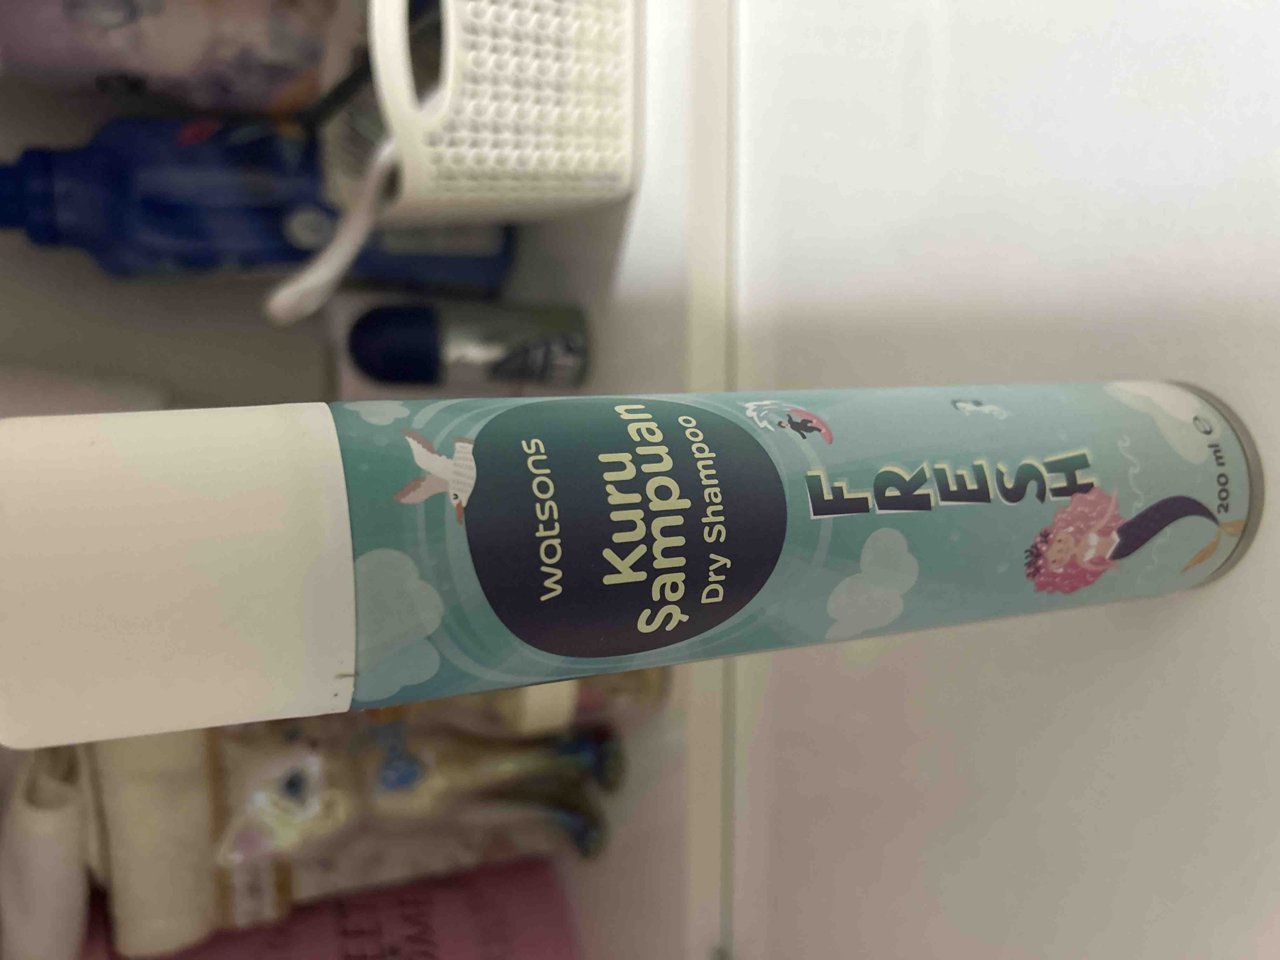 watsons
Kuru
Şampuan
Dry Shampoo
FRESH
200 ml ℮